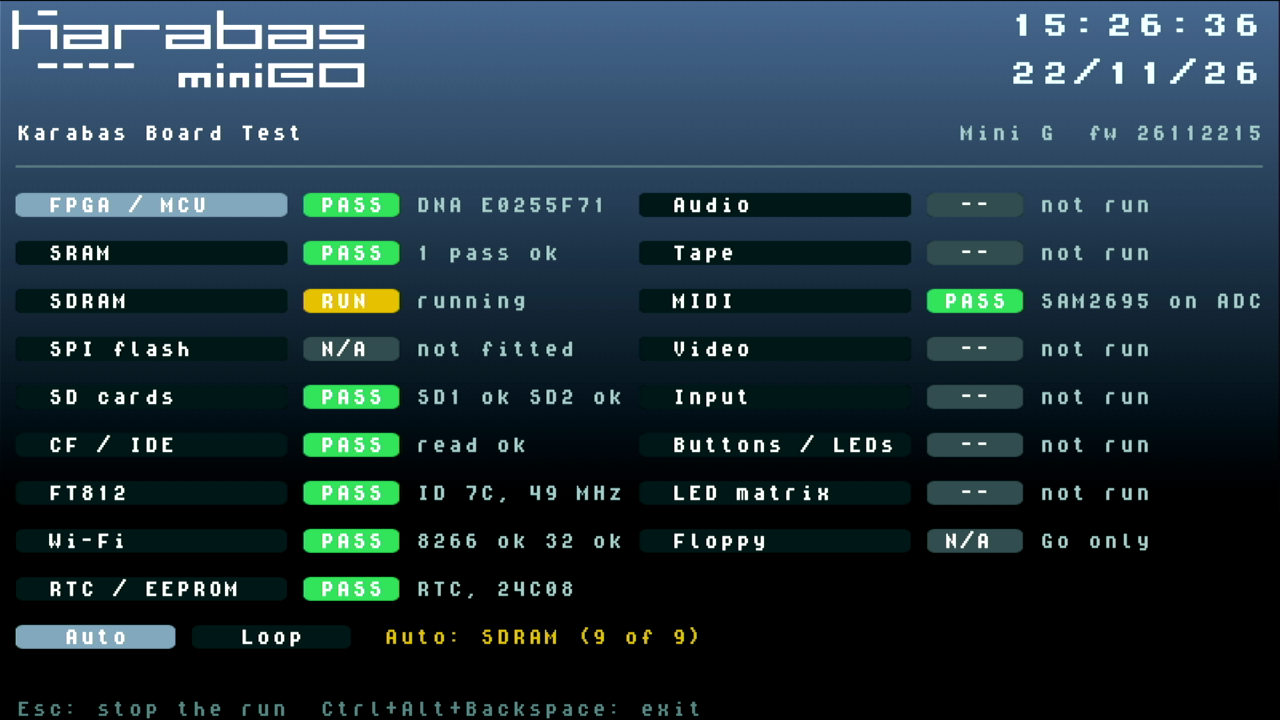 karabas
miniGO
15:26:36
22/11/26
Karabas Board Test
Mini G fw 26112215
FPGA / MCU PASS DNA E0255F71
SRAM PASS 1 pass ok
SDRAM RUN running
SPI flash N/A not fitted
SD cards PASS SD1 ok SD2 ok
CF / IDE PASS read ok
FT812 PASS ID 7C, 49 MHz
Wi-Fi PASS 8266 ok 32 ok
RTC / EEPROM PASS RTC, 24C08
Audio -- not run
Tape -- not run
MIDI PASS SAM2695 on ADC
Video -- not run
Input -- not run
Buttons / LEDs -- not run
LED matrix -- not run
Floppy N/A Go only
Auto Loop Auto: SDRAM (9 of 9)
Esc: stop the run Ctrl+Alt+Backspace: exit